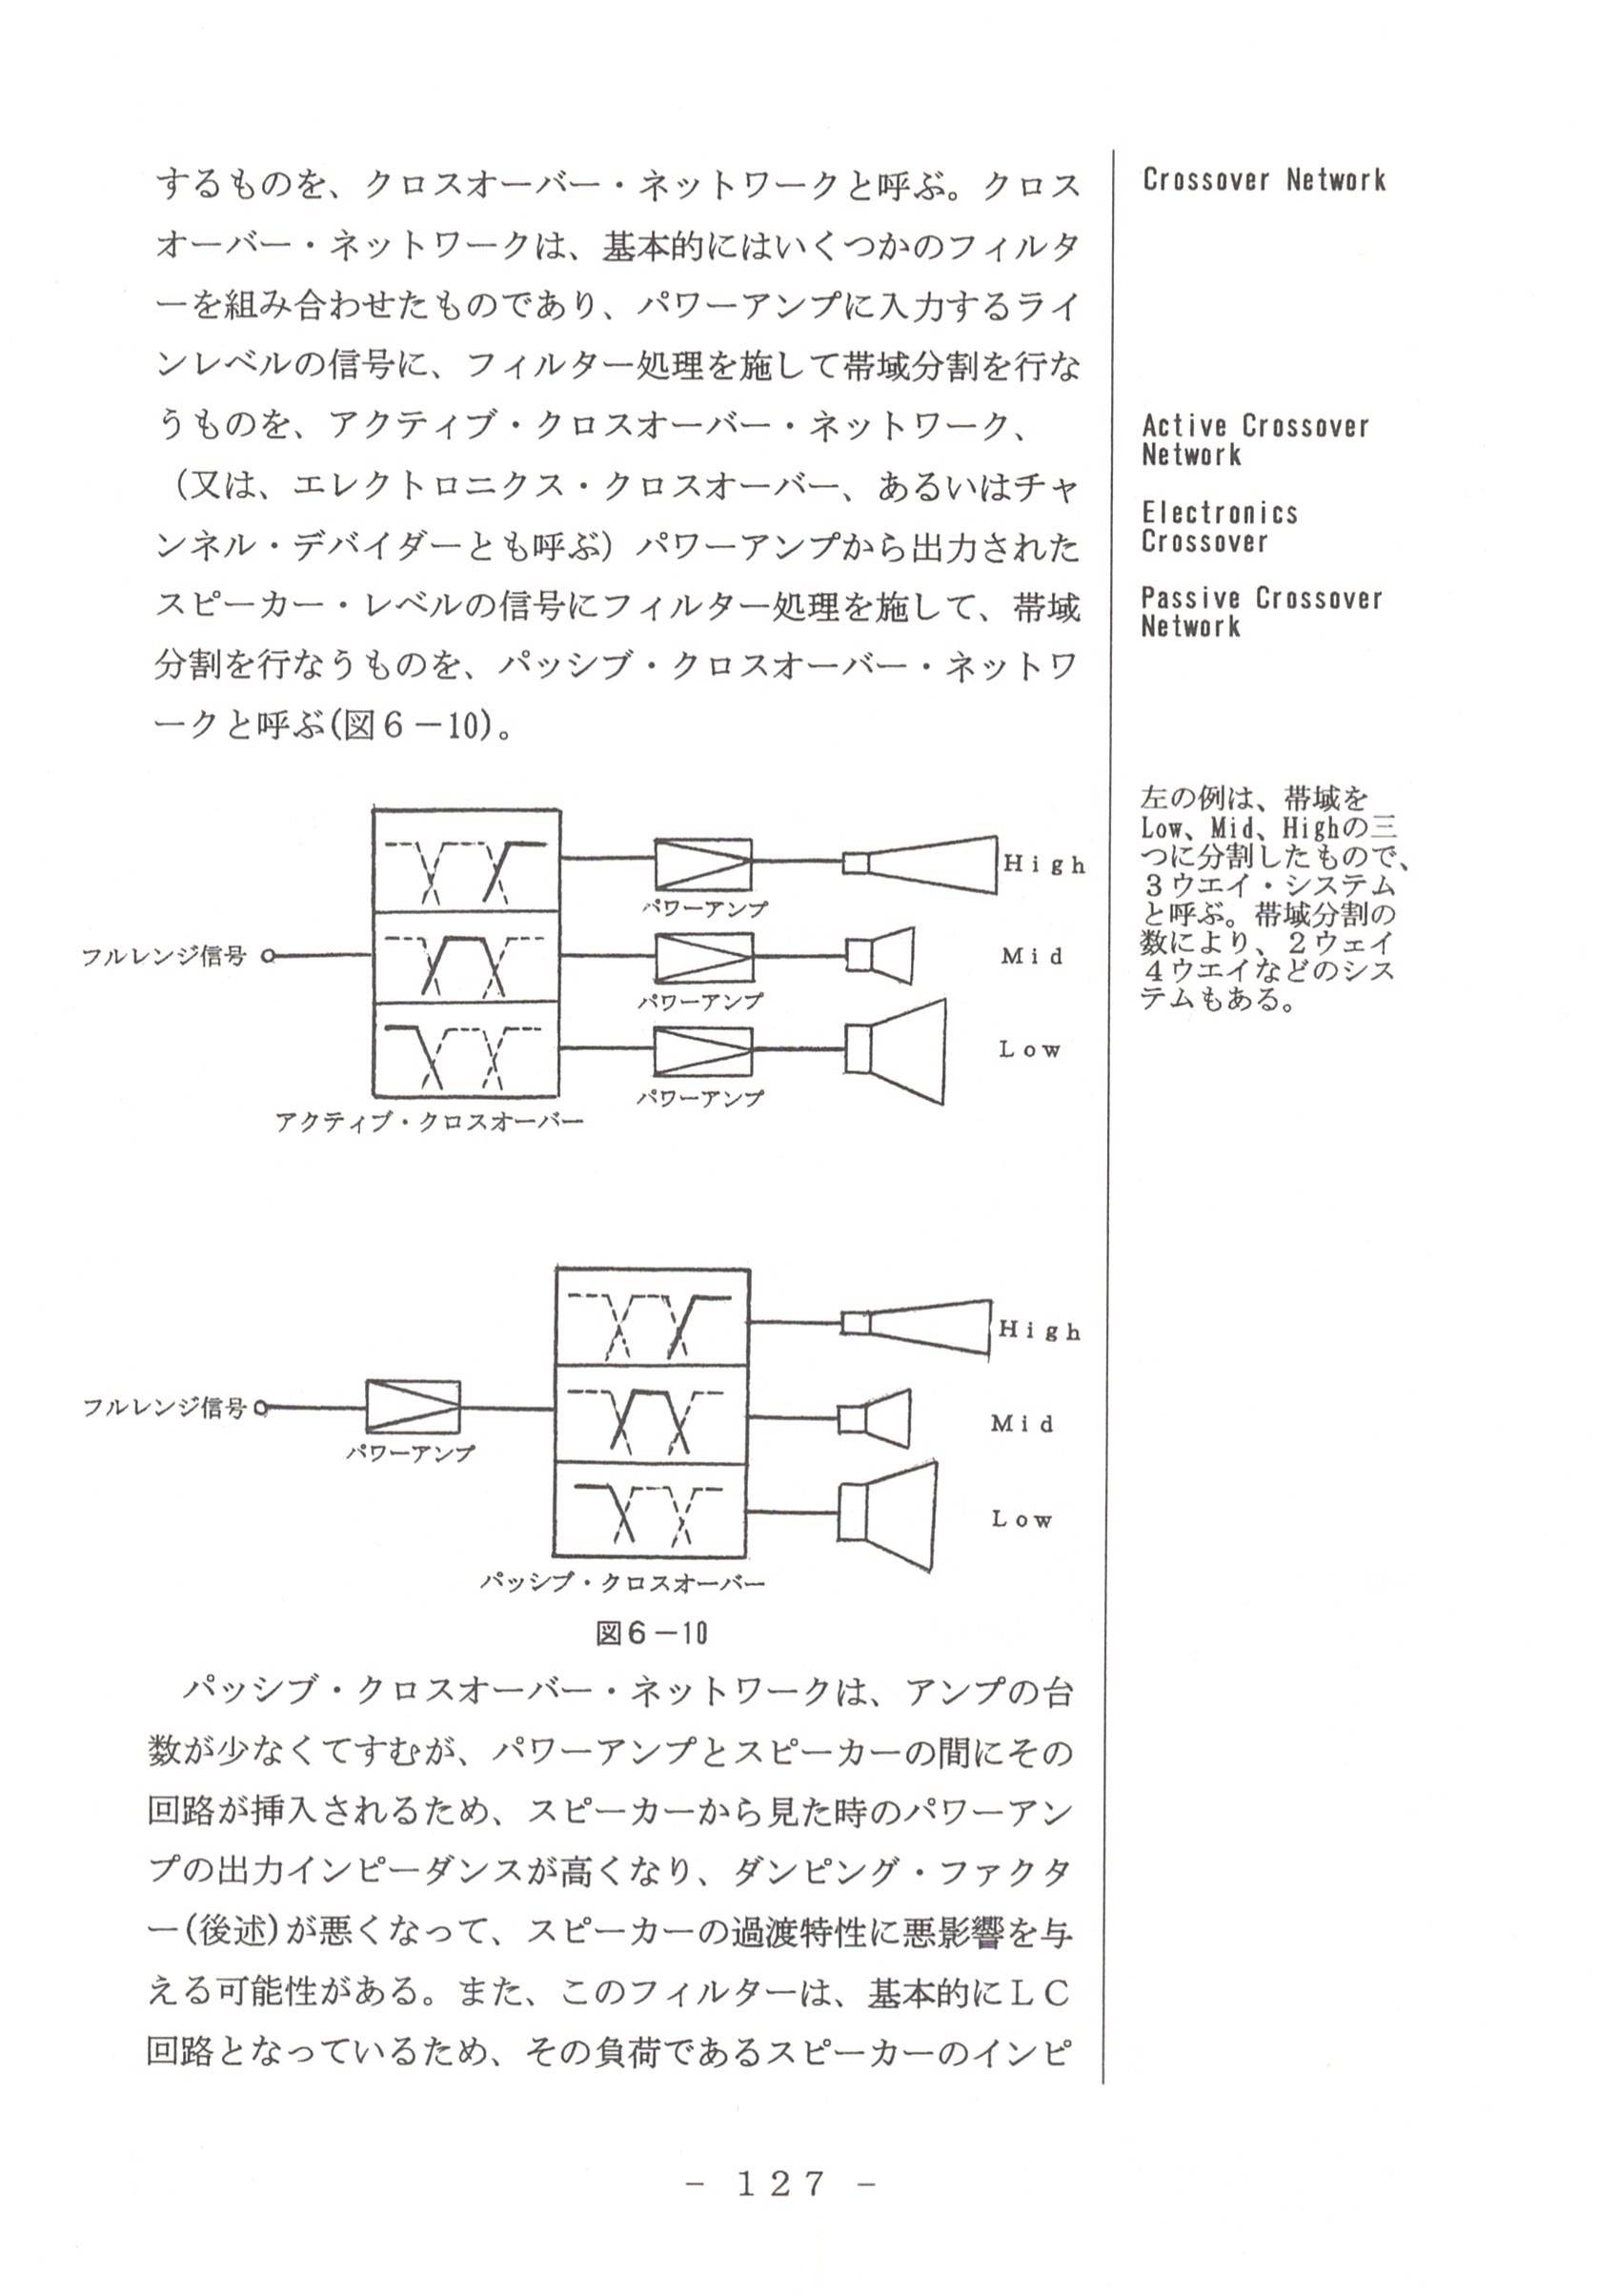 するものを、クロスオーバー・ネットワークと呼ぶ。クロス
オーバー・ネットワークは、基本的にはいくつかのフィルタ
ーを組み合わせたものであり、パワーアンプに入力するライ
ンレベルの信号に、フィルター処理を施して帯域分割を行な
うものを、アクティブ・クロスオーバー・ネットワーク、
（又は、エレクトロニクス・クロスオーバー、あるいはチャ
ンネル・デバイダーとも呼ぶ）パワーアンプから出力された
スピーカー・レベルの信号にフィルター処理を施して、帯域
分割を行なうものを、パッシブ・クロスオーバー・ネットワ
ークと呼ぶ(図６－10)。
Crossover Network
Active Crossover
Network
Electronics
Crossover
Passive Crossover
Network
左の例は、帯域を
Low、Mid、Highの三
つに分割したもので、
３ウエイ・システム
と呼ぶ。帯域分割の
数により、２ウェイ
４ウエイなどのシス
テムもある。
High
パワーアンプ
フルレンジ信号
Mid
パワーアンプ
Low
パワーアンプ
アクティブ・クロスオーバー
High
フルレンジ信号
Mid
パワーアンプ
Low
パッシブ・クロスオーバー
図６－10
パッシブ・クロスオーバー・ネットワークは、アンプの台
数が少なくてすむが、パワーアンプとスピーカーの間にその
回路が挿入されるため、スピーカーから見た時のパワーアン
プの出力インピーダンスが高くなり、ダンピング・ファクタ
ー(後述)が悪くなって、スピーカーの過渡特性に悪影響を与
える可能性がある。また、このフィルターは、基本的にＬＣ
回路となっているため、その負荷であるスピーカーのインピ
- 127 -